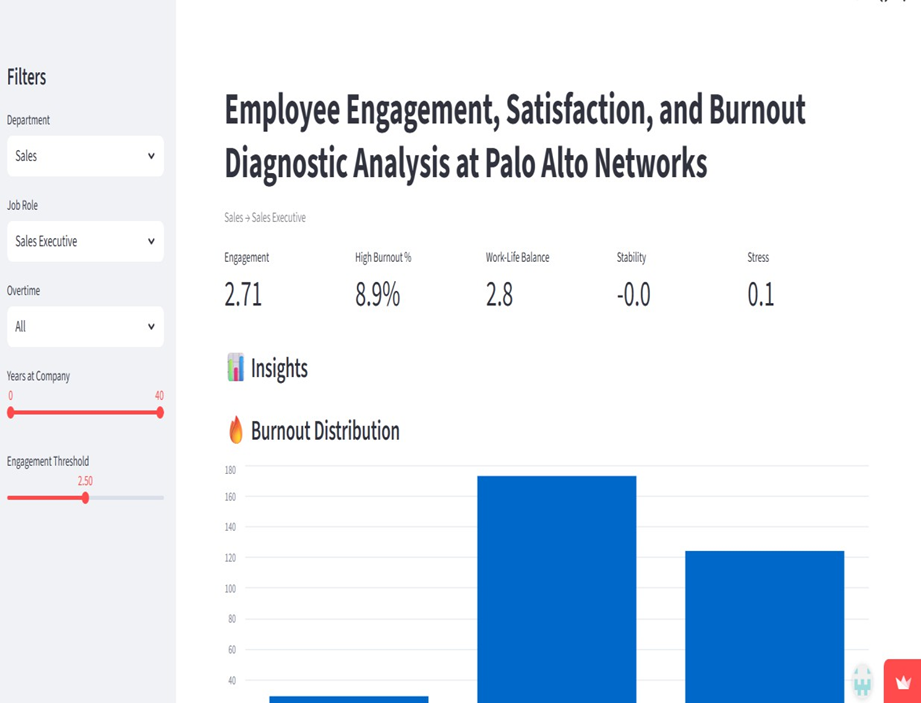 Filters
Department
Sales
Job Role
Sales Executive
Overtime
All
Years at Company
0 40
Engagement Threshold
2.50
Employee Engagement, Satisfaction, and Burnout
Diagnostic Analysis at Palo Alto Networks
Sales → Sales Executive
Engagement High Burnout % Work-Life Balance Stability Stress
2.71 8.9% 2.8 -0.0 0.1
Insights
Burnout Distribution
180
160
140
120
100
80
60
40